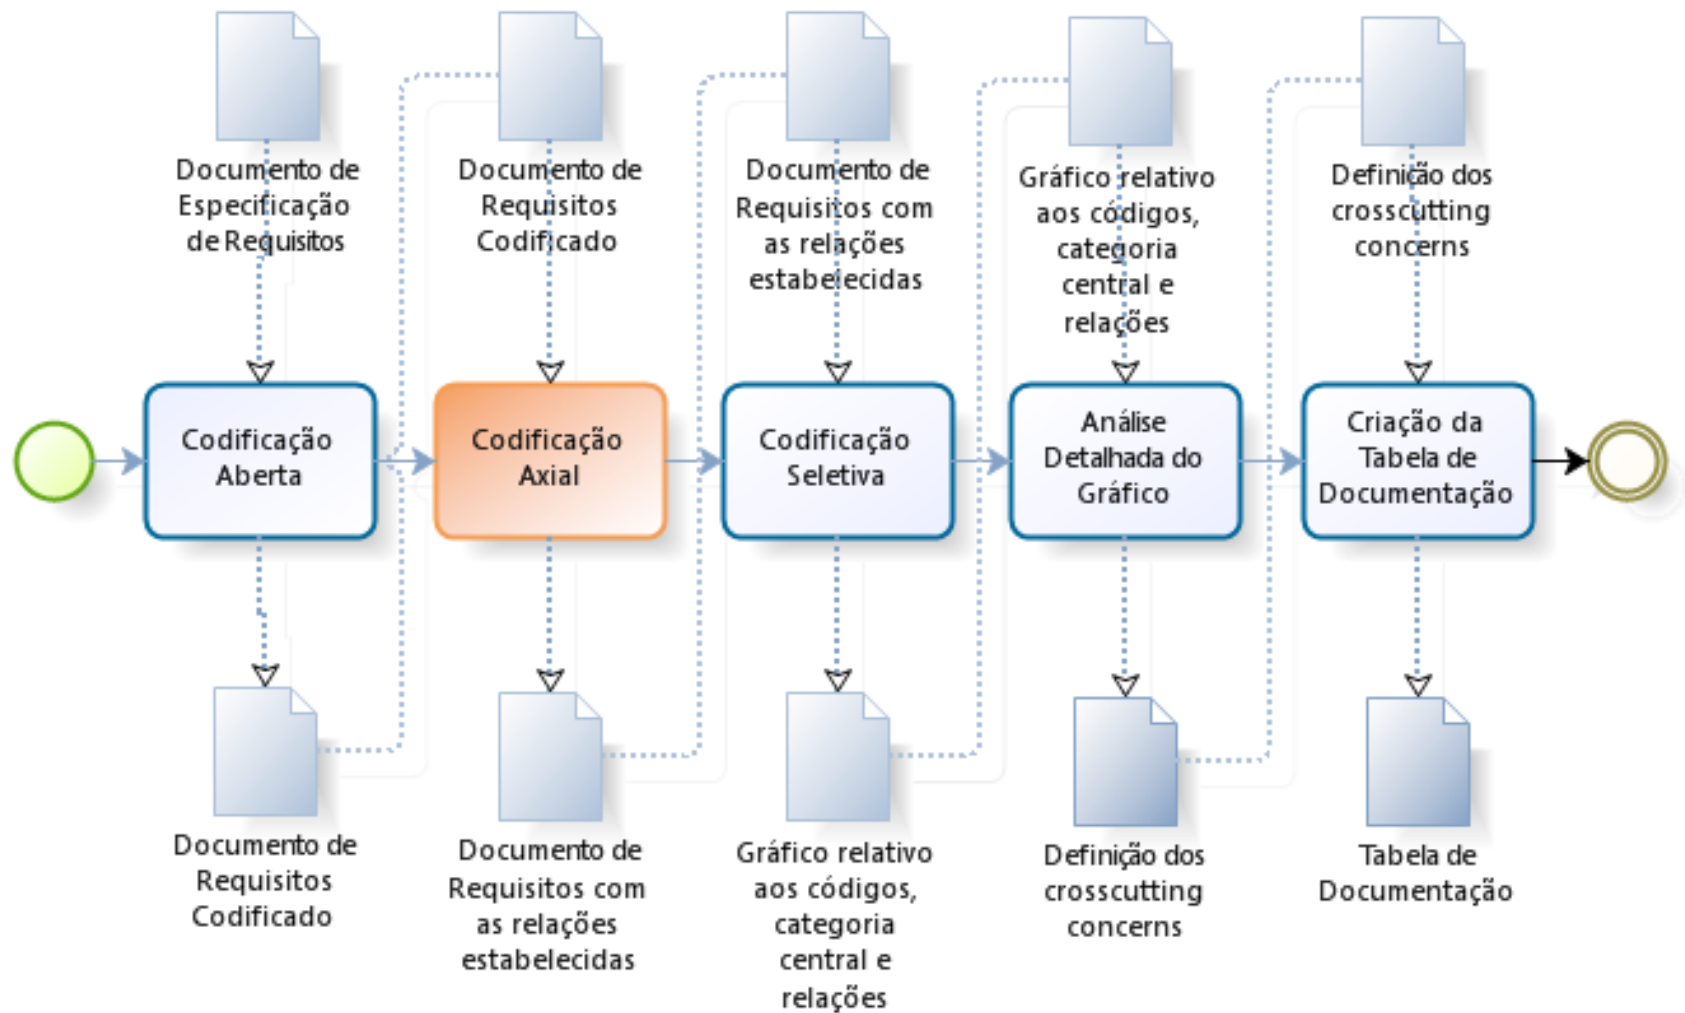 Documento de
Especificação
de Requisitos
Documento de
Requisitos
Codificado
Documento de
Requisitos com
as relações
estabelecidas
Gráfico relativo
aos códigos,
categoria
central e
relações
Definição dos
crosscutting
concerns
Codificação
Aberta
Codificação
Axial
Codificação
Seletiva
Análise
Detalhada do
Gráfico
Criação da
Tabela de
Documentação
Documento de
Requisitos
Codificado
Documento de
Requisitos com
as relações
estabelecidas
Gráfico relativo
aos códigos,
categoria
central e
relações
Definição dos
crosscutting
concerns
Tabela de
Documentação